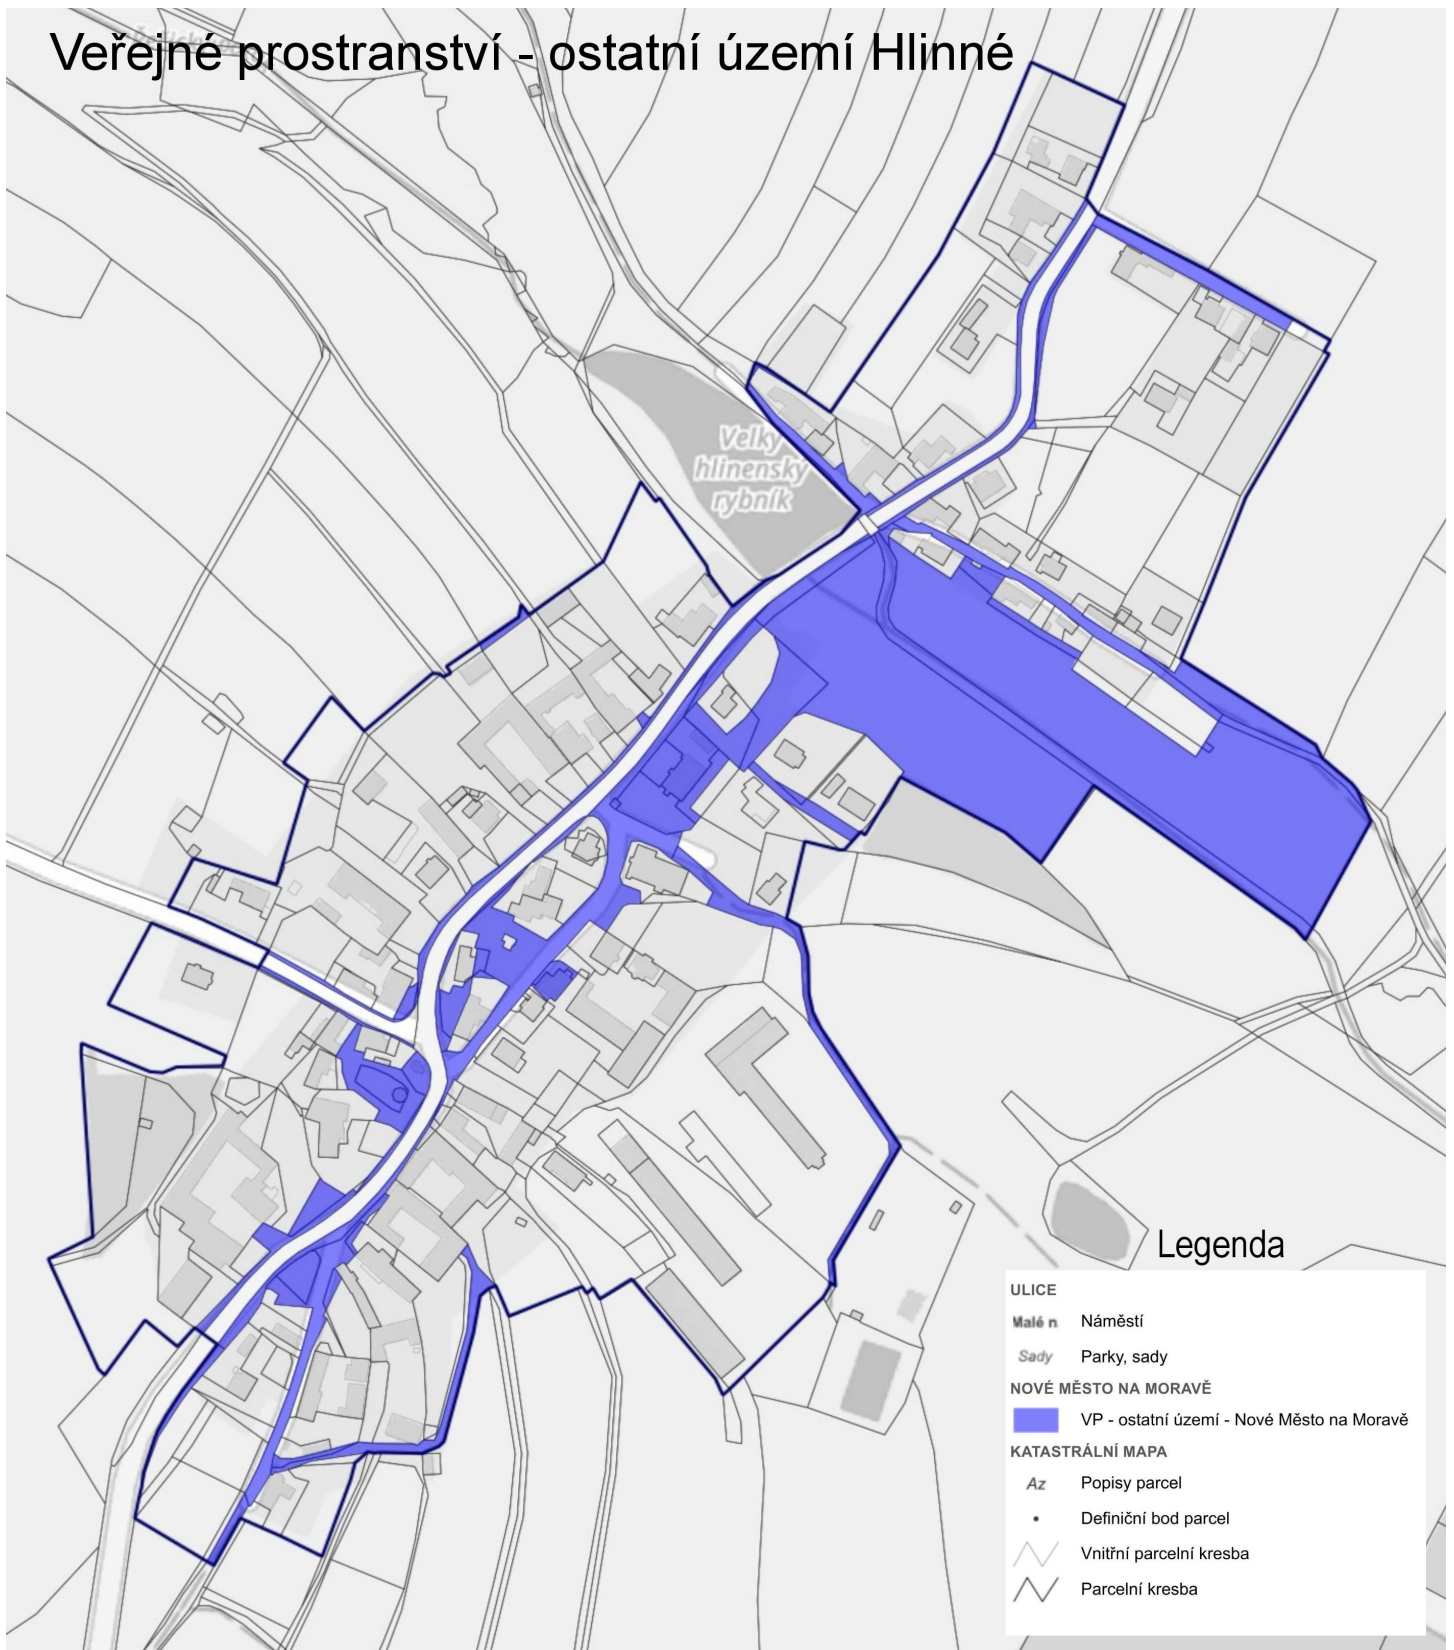 Veřejné prostranství - ostatní území Hlinné
Velký
hlinenský
rybník
Legenda
ULICE
Malé n
Náměstí
Sady
Parky, sady
NOVÉ MĚSTO NA MORAVĚ
VP - ostatní území - Nové Město na Moravě
KATASTRÁLNÍ MAPA
Az
Popisy parcel
Definiční bod parcel
Vnitřní parcelní kresba
Parcelní kresba